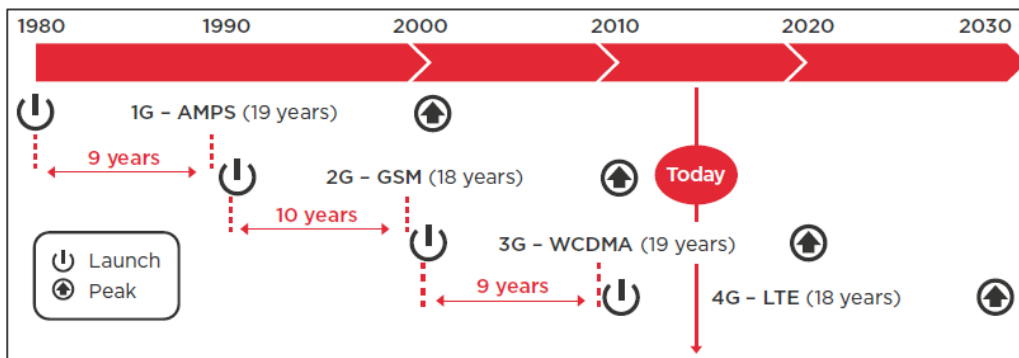 1980 1990 2000 2010 2020 2030
1G – AMPS (19 years)
9 years
2G – GSM (18 years)
Today
10 years
3G – WCDMA (19 years)
Launch
Peak
9 years
4G – LTE (18 years)